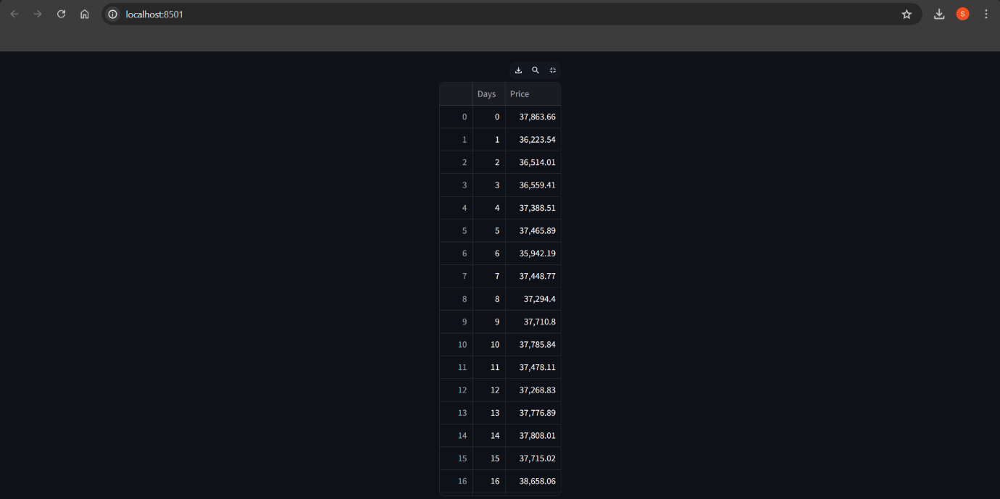 localhost:8501
S
Days Price
0 0 37,863.66
1 1 36,223.54
2 2 36,514.01
3 3 36,559.41
4 4 37,388.51
5 5 37,465.89
6 6 35,942.19
7 7 37,448.77
8 8 37,294.4
9 9 37,710.8
10 10 37,785.84
11 11 37,478.11
12 12 37,268.83
13 13 37,776.89
14 14 37,808.01
15 15 37,715.02
16 16 38,658.06